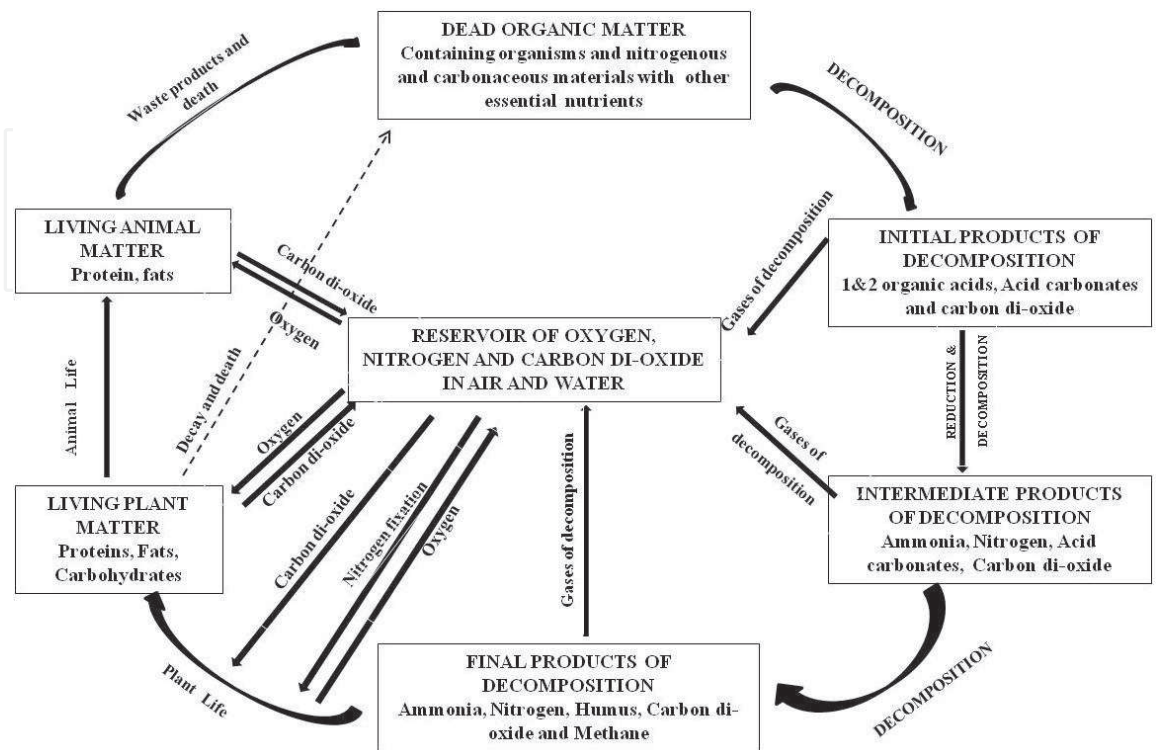 DEAD ORGANIC MATTER
Containing organisms and nitrogenous
and carbonaceous materials with other
essential nutrients
Waste products and
death
DECOMPOSITION
LIVING ANIMAL
MATTER
Protein, fats
Carbon di-oxide
Oxygen
Gases of decomposition
INITIAL PRODUCTS OF
DECOMPOSITION
1&2 organic acids, Acid carbonates
and carbon di-oxide
RESERVOIR OF OXYGEN,
NITROGEN AND CARBON DI-OXIDE
IN AIR AND WATER
Animal Life
Decay and death
REDUCTION &
DECOMPOSITION
Oxygen
Carbon di-oxide
Gases of
decomposition
LIVING PLANT
MATTER
Proteins, Fats,
Carbohydrates
Carbon di-oxide
Nitrogen fixation
Oxygen
Gases of decomposition
INTERMEDIATE PRODUCTS
OF DECOMPOSITION
Ammonia, Nitrogen, Acid
carbonates, Carbon di-oxide
Plant Life
FINAL PRODUCTS OF
DECOMPOSITION
Ammonia, Nitrogen, Humus, Carbon di-
oxide and Methane
DECOMPOSITION